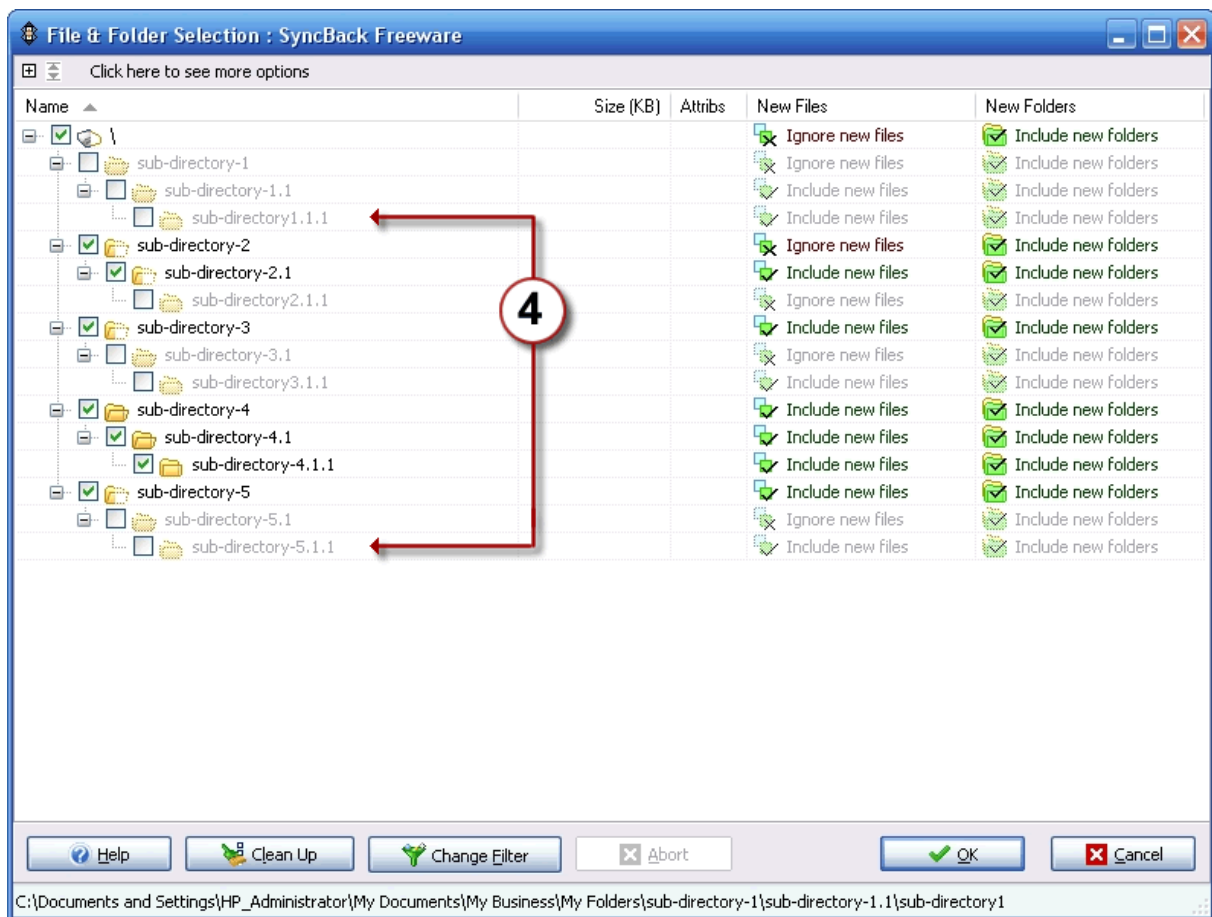 File & Folder Selection : SyncBack Freeware
Click here to see more options
Name Size (KB) Attribs New Files New Folders
\ Ignore new files Include new folders
sub-directory-1 Ignore new files Include new folders
sub-directory-1.1 Include new files Include new folders
sub-directory1.1.1 Include new files Include new folders
sub-directory-2 Ignore new files Include new folders
sub-directory-2.1 Include new files Include new folders
sub-directory2.1.1 Ignore new files Include new folders
4
sub-directory-3 Include new files Include new folders
sub-directory-3.1 Ignore new files Include new folders
sub-directory3.1.1 Include new files Include new folders
sub-directory-4 Include new files Include new folders
sub-directory-4.1 Include new files Include new folders
sub-directory-4.1.1 Include new files Include new folders
sub-directory-5 Include new files Include new folders
sub-directory-5.1 Ignore new files Include new folders
sub-directory-5.1.1 Include new files Include new folders
Help Clean Up Change Filter Abort OK Cancel
C:\Documents and Settings\HP_Administrator\My Documents\My Business\My Folders\sub-directory-1\sub-directory-1.1\sub-directory1